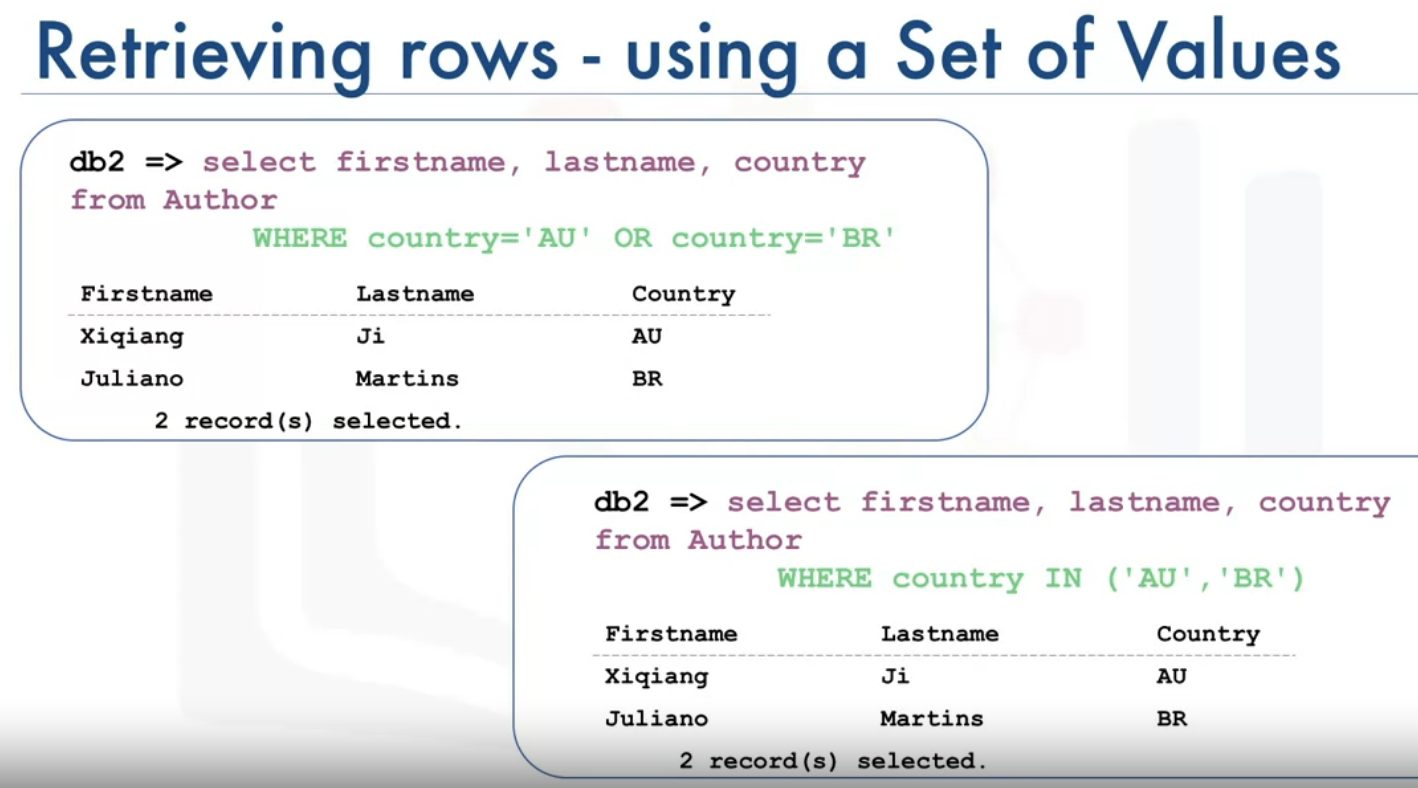 Retrieving rows - using a Set of Values
db2 => select firstname, lastname, country
from Author
WHERE country='AU' OR country='BR'
Firstname Lastname Country
Xiqiang Ji AU
Juliano Martins BR
2 record(s) selected.
db2 => select firstname, lastname, country
from Author
WHERE country IN ('AU','BR')
Firstname Lastname Country
Xiqiang Ji AU
Juliano Martins BR
2 record(s) selected.